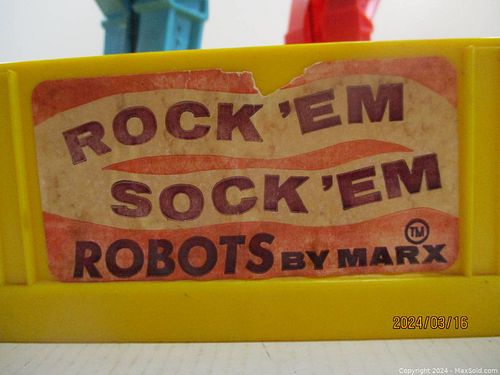 ROCK 'EM
SOCK 'EM
ROBOTS BY MARX TM
2024/03/16
Copyright 2024 - MaxSold.com